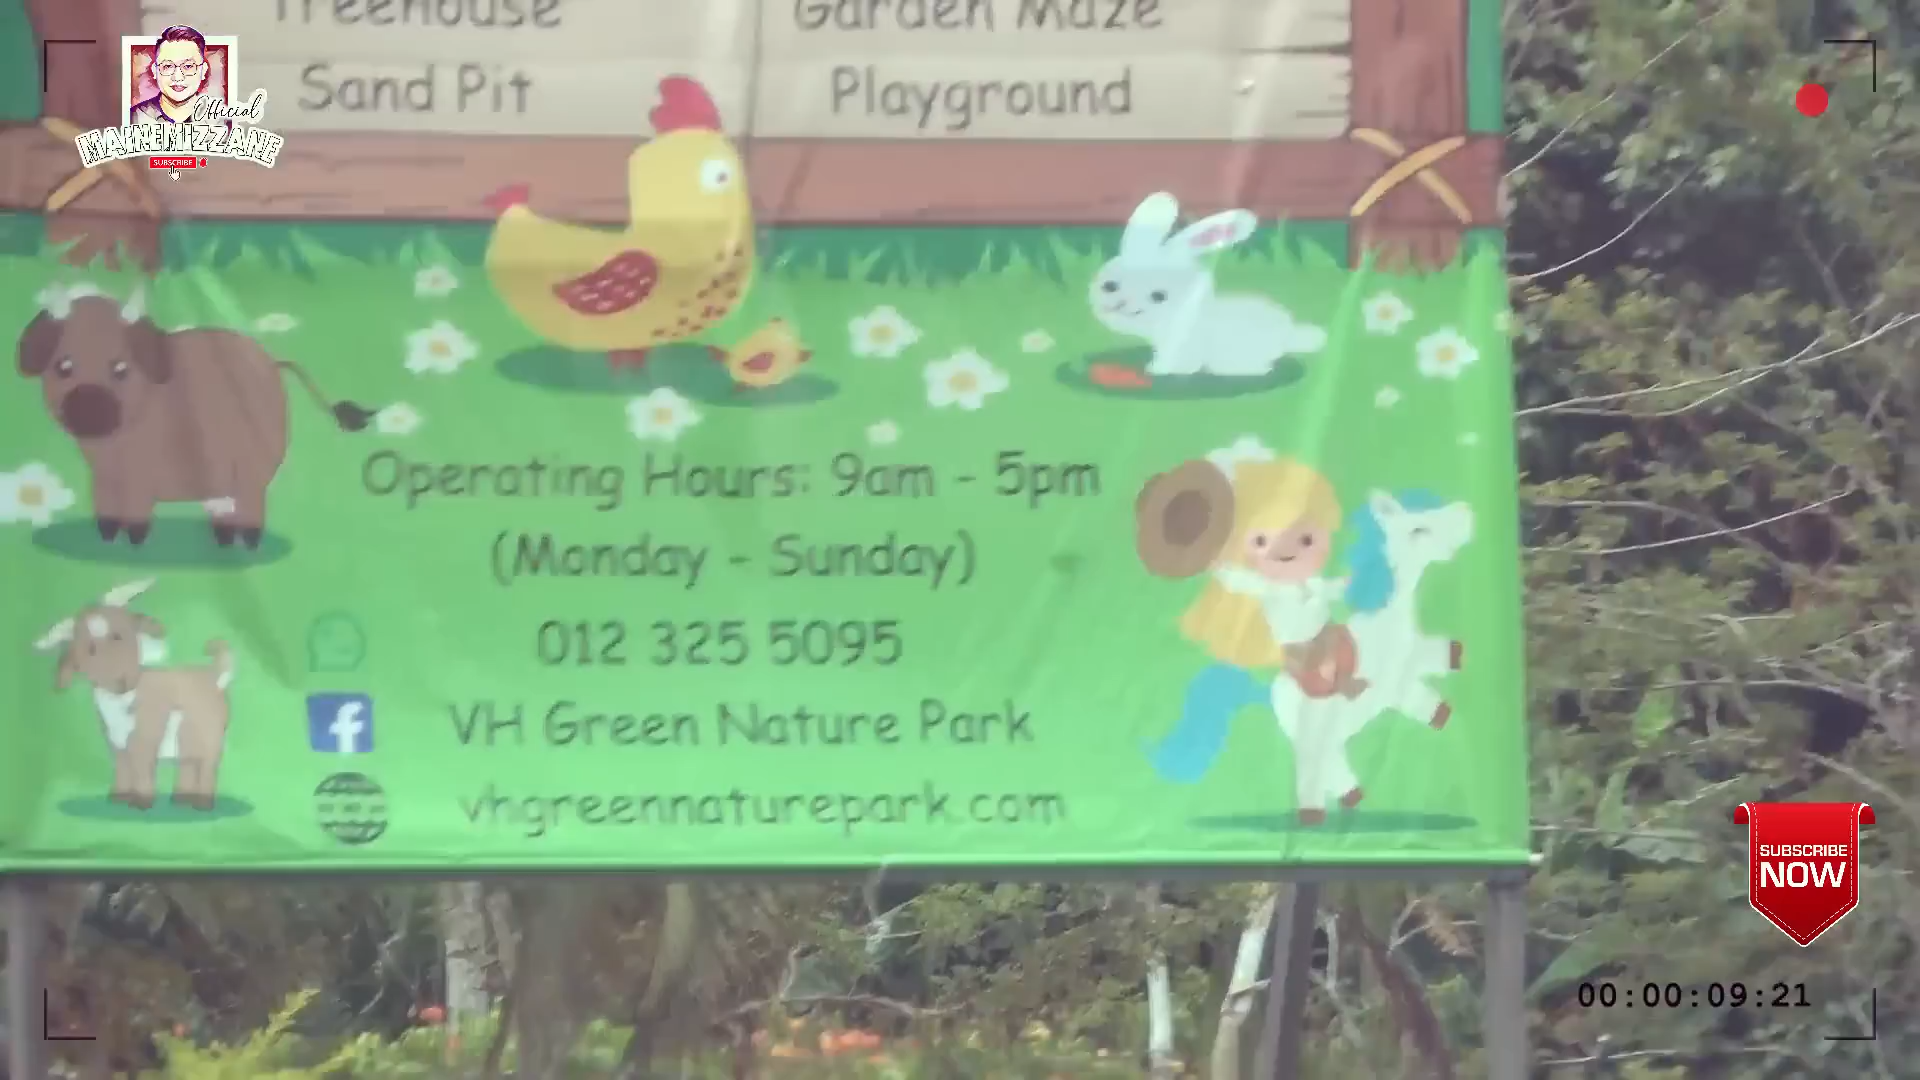 Treehouse
Garden Maze
Sand Pit
Playground
Official
MAINEMIZZANE
SUBSCRIBE
Operating Hours: 9am - 5pm
(Monday - Sunday)
012 325 5095
f
VH Green Nature Park
vhgreennaturepark.com
SUBSCRIBE
NOW
00:00:09:21